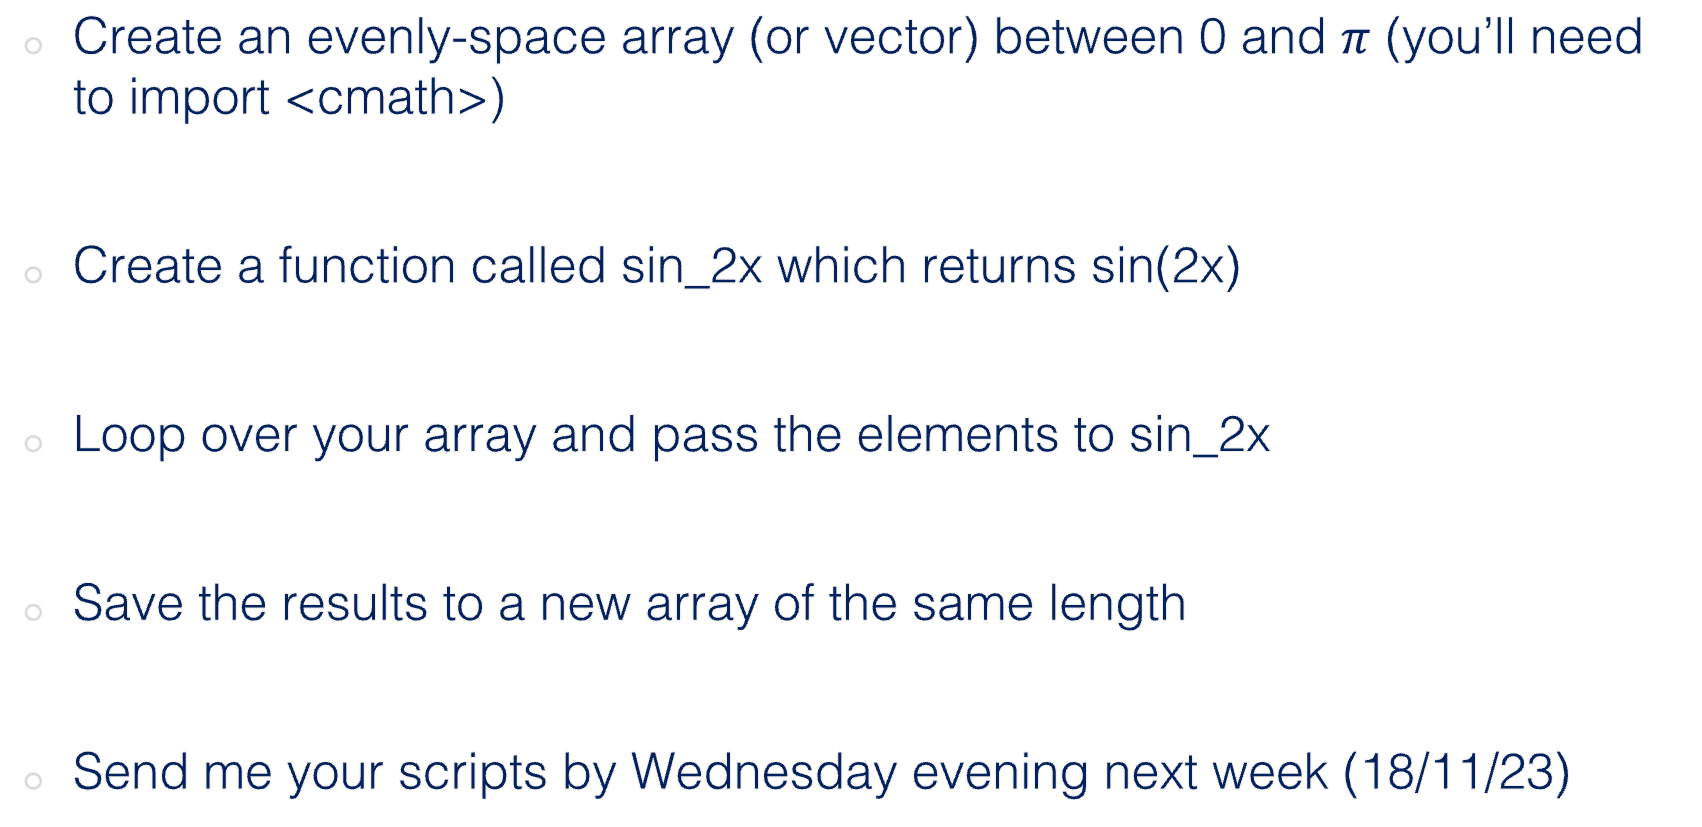 Create an evenly-space array (or vector) between 0 and π (you’ll need
to import <cmath>)
Create a function called sin_2x which returns sin(2x)
Loop over your array and pass the elements to sin_2x
Save the results to a new array of the same length
Send me your scripts by Wednesday evening next week (18/11/23)